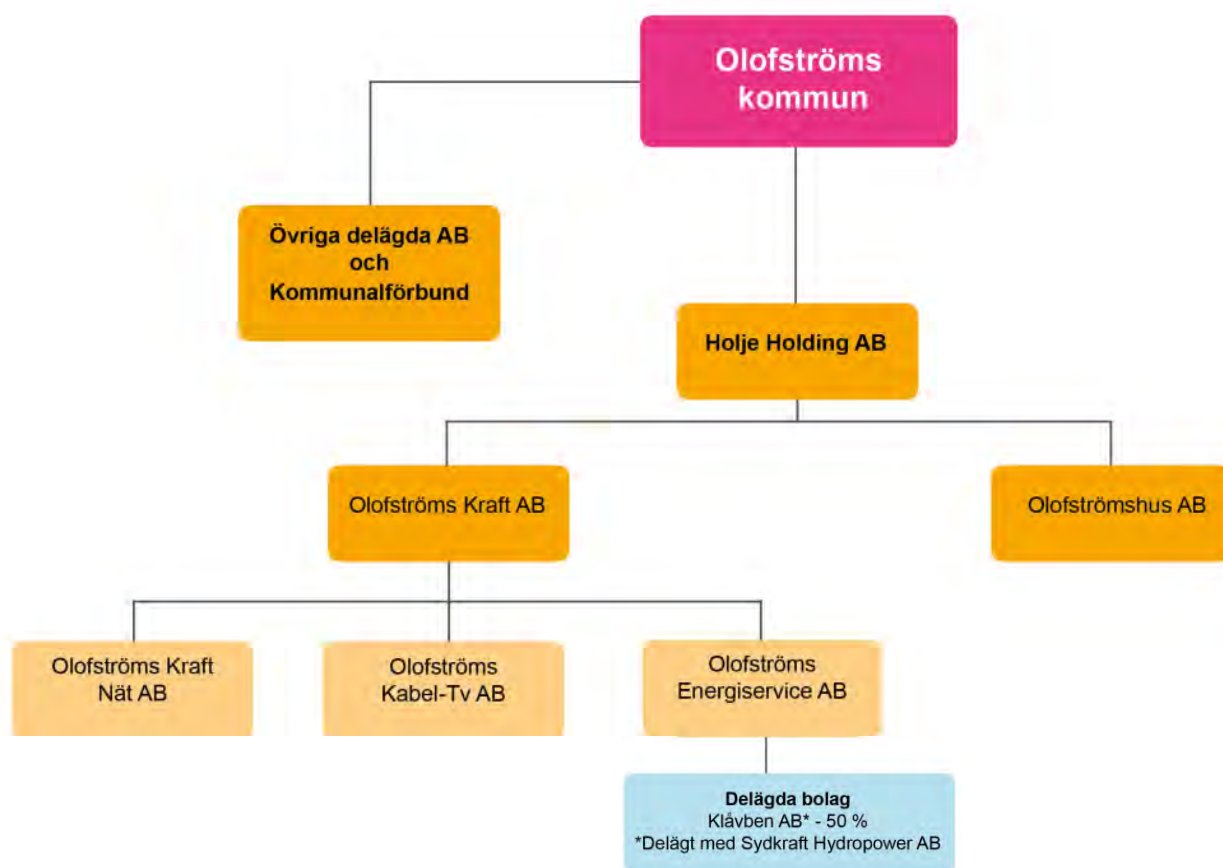 Olofströms
kommun
Övriga delägda AB
och
Kommunalförbund
Holje Holding AB
Olofströms Kraft AB
Olofströmshus AB
Olofströms Kraft
Nät AB
Olofströms
Kabel-Tv AB
Olofströms
Energiservice AB
Delägda bolag
Klåvben AB* - 50 %
*Delägt med Sydkraft Hydropower AB